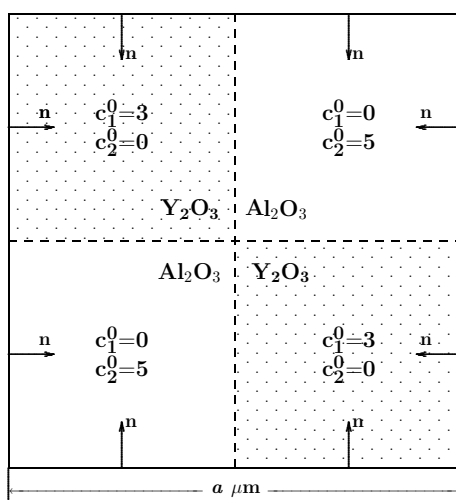 n n
n n
c₁⁰=3 c₁⁰=0
c₂⁰=0 c₂⁰=5
Y₂O₃ Al₂O₃
Al₂O₃ Y₂O₃
c₁⁰=0 c₁⁰=3
n n
c₂⁰=5 c₂⁰=0
n n
a μm